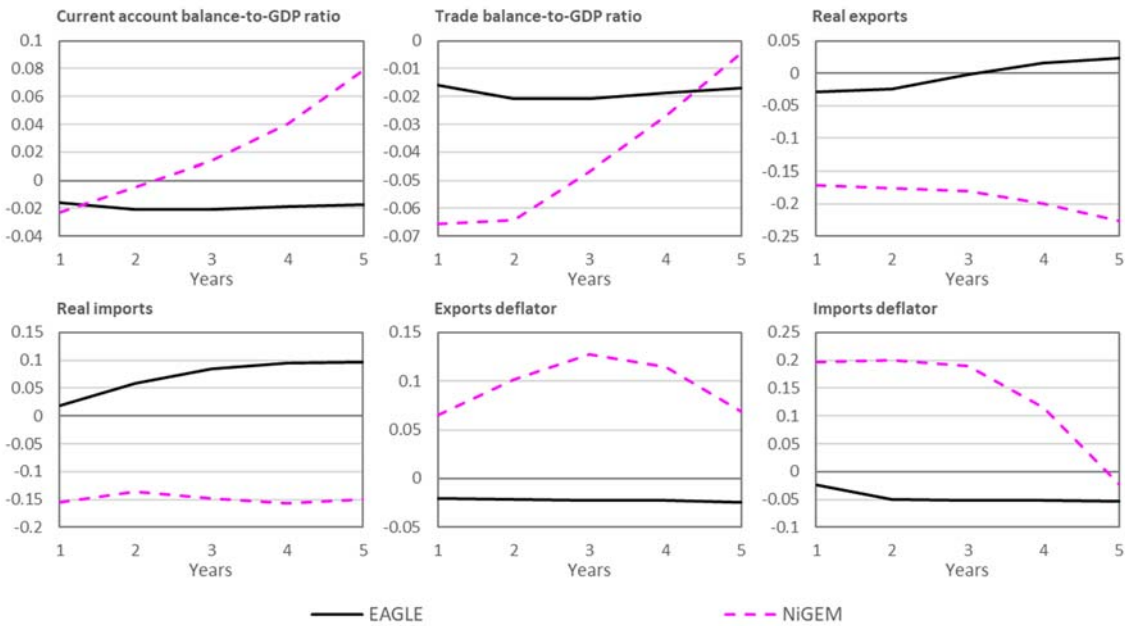 Current account balance-to-GDP ratio
0.1
0.08
0.06
0.04
0.02
0
-0.02
-0.04
1 2 3 4 5
Years
Trade balance-to-GDP ratio
0
-0.01
-0.02
-0.03
-0.04
-0.05
-0.06
-0.07
1 2 3 4 5
Years
Real exports
0.05
0
-0.05
-0.1
-0.15
-0.2
-0.25
1 2 3 4 5
Years
Real imports
0.15
0.1
0.05
0
-0.05
-0.1
-0.15
-0.2
1 2 3 4 5
Years
Exports deflator
0.15
0.1
0.05
0
-0.05
1 2 3 4 5
Years
Imports deflator
0.25
0.2
0.15
0.1
0.05
0
-0.05
-0.1
1 2 3 4 5
Years
EAGLE NiGEM